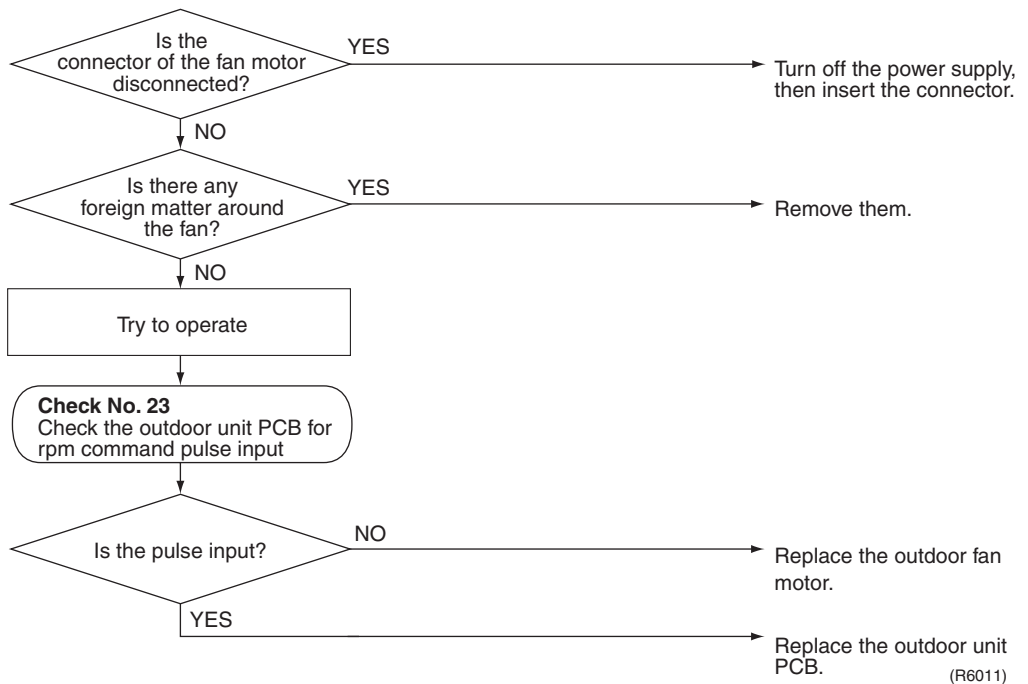 Is the
connector of the fan motor
disconnected?
YES
Turn off the power supply,
then insert the connector.
NO
Is there any
foreign matter around
the fan?
YES
Remove them.
NO
Try to operate
Check No. 23
Check the outdoor unit PCB for
rpm command pulse input
Is the pulse input?
NO
Replace the outdoor fan
motor.
YES
Replace the outdoor unit
PCB.
(R6011)